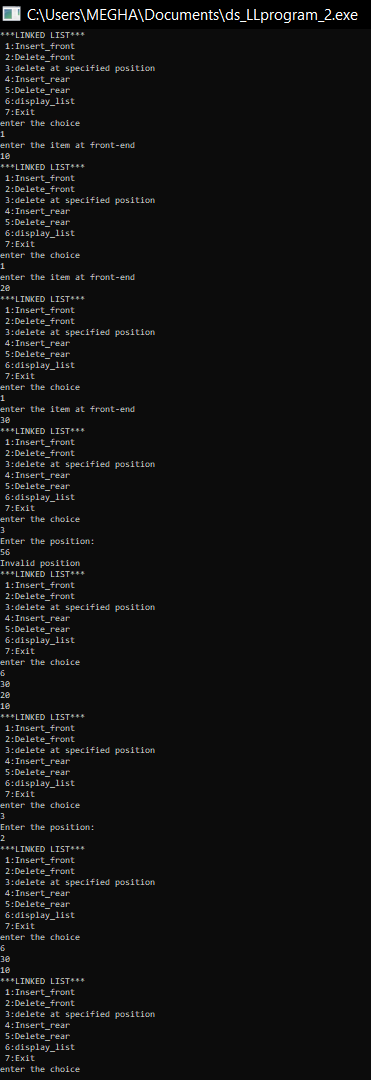 C:\Users\MEGHA\Documents\ds_LLprogram_2.exe
***LINKED LIST***
1:Insert_front
2:Delete_front
3:delete at specified position
4:Insert_rear
5:Delete_rear
6:display_list
7:Exit
enter the choice
1
enter the item at front-end
10
***LINKED LIST***
1:Insert_front
2:Delete_front
3:delete at specified position
4:Insert_rear
5:Delete_rear
6:display_list
7:Exit
enter the choice
1
enter the item at front-end
20
***LINKED LIST***
1:Insert_front
2:Delete_front
3:delete at specified position
4:Insert_rear
5:Delete_rear
6:display_list
7:Exit
enter the choice
1
enter the item at front-end
30
***LINKED LIST***
1:Insert_front
2:Delete_front
3:delete at specified position
4:Insert_rear
5:Delete_rear
6:display_list
7:Exit
enter the choice
3
Enter the position:
56
Invalid position
***LINKED LIST***
1:Insert_front
2:Delete_front
3:delete at specified position
4:Insert_rear
5:Delete_rear
6:display_list
7:Exit
enter the choice
6
30
20
10
***LINKED LIST***
1:Insert_front
2:Delete_front
3:delete at specified position
4:Insert_rear
5:Delete_rear
6:display_list
7:Exit
enter the choice
3
Enter the position:
2
***LINKED LIST***
1:Insert_front
2:Delete_front
3:delete at specified position
4:Insert_rear
5:Delete_rear
6:display_list
7:Exit
enter the choice
6
30
10
***LINKED LIST***
1:Insert_front
2:Delete_front
3:delete at specified position
4:Insert_rear
5:Delete_rear
6:display_list
7:Exit
enter the choice